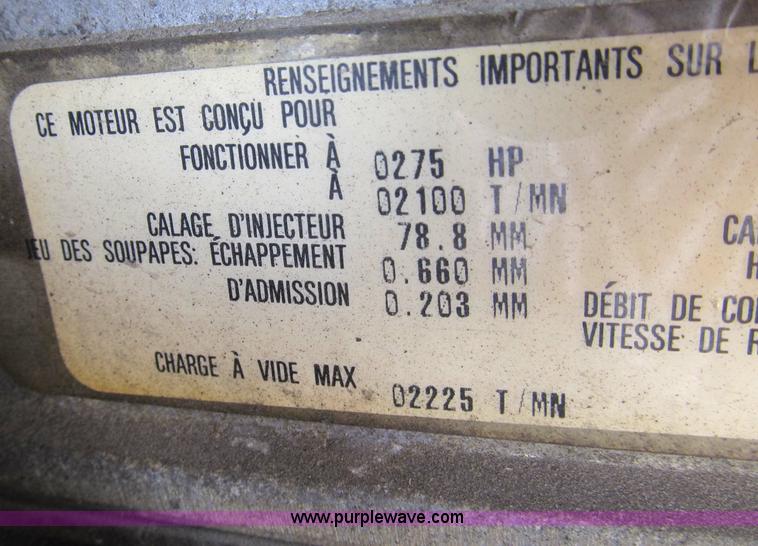 RENSEIGNEMENTS IMPORTANTS SUR
CE MOTEUR EST CONÇU POUR
FONCTIONNER À 0275 HP
À 02100 T/MN
CALAGE D'INJECTEUR 78.8 MM
JEU DES SOUPAPES: ÉCHAPPEMENT 0.660 MM
D'ADMISSION 0.203 MM
DÉBIT DE
VITESSE DE
CHARGE À VIDE MAX 02225 T/MN
www.purplewave.com